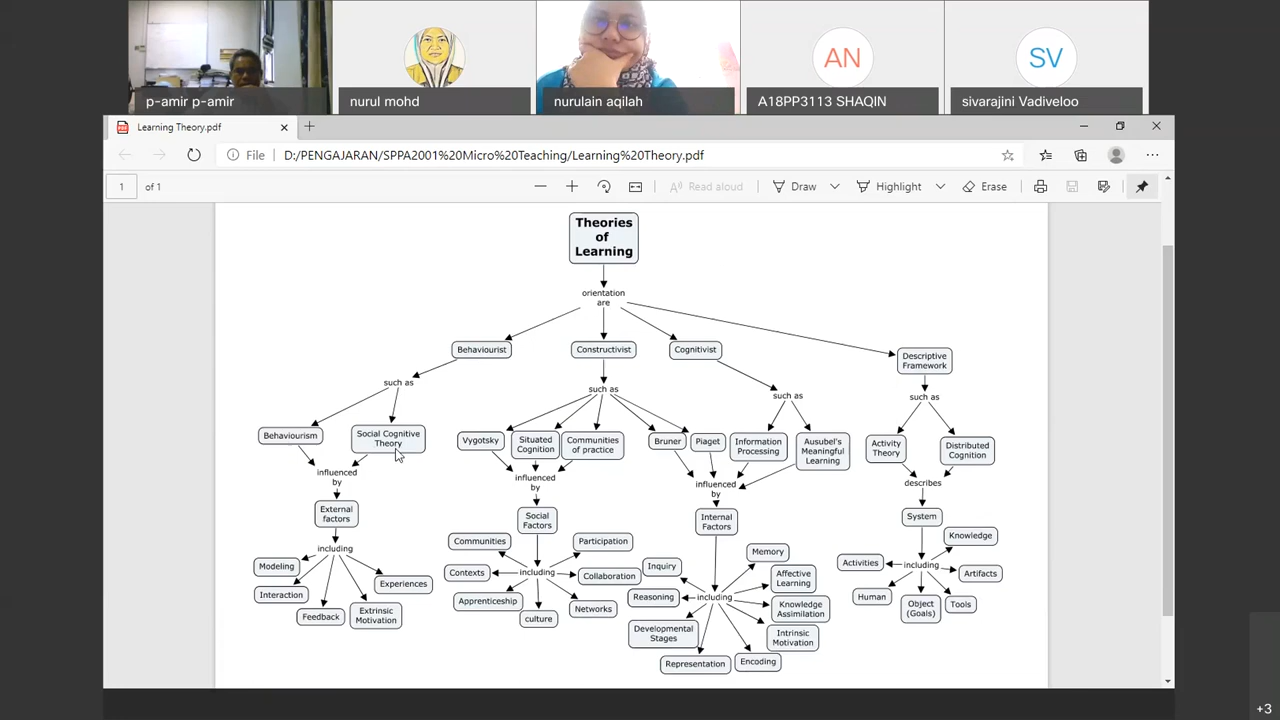 AN
SV
p-amir p-amir
nurul mohd
nurulain aqilah
A18PP3113 SHAQIN
sivarajini Vadiveloo
Learning Theory.pdf
File
D:/PENGAJARAN/SPPA2001%20Micro%20Teaching/Learning%20Theory.pdf
1
of 1
Read aloud
Draw
Highlight
Erase
Theories
of
Learning
orientation
are
Behaviourist
Constructivist
Cognitivist
Descriptive
Framework
such as
such as
such as
such as
Behaviourism
Social Cognitive
Theory
Vygotsky
Situated
Cognition
Communities
of practice
Bruner
Piaget
Information
Processing
Ausubel's
Meaningful
Learning
Activity
Theory
Distributed
Cognition
influenced
by
influenced
by
influenced
by
describes
External
factors
Social
Factors
Internal
Factors
System
including
Modeling
Interaction
Feedback
Extrinsic
Motivation
Experiences
Communities
Participation
Contexts
including
Collaboration
Apprenticeship
culture
Networks
Inquiry
Memory
Reasoning
including
Affective
Learning
Knowledge
Assimilation
Developmental
Stages
Intrinsic
Motivation
Representation
Encoding
Knowledge
Activities
including
Artifacts
Human
Object
(Goals)
Tools
+3